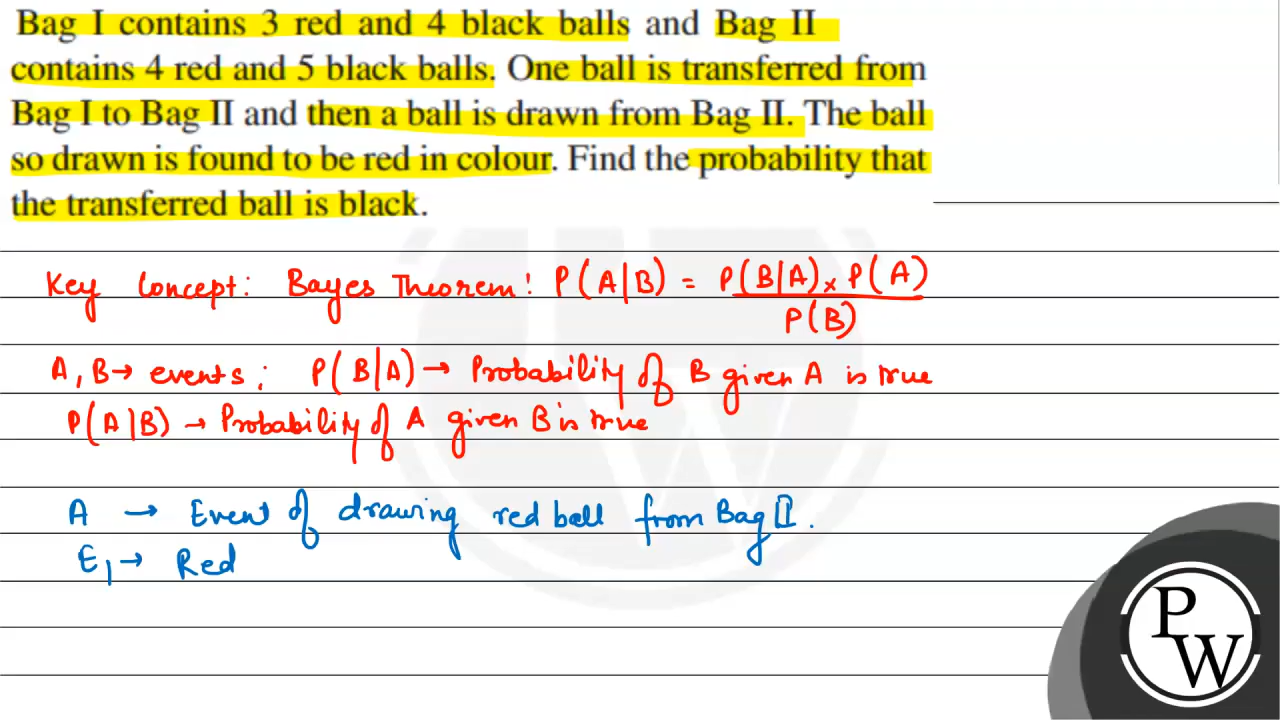 Bag I contains 3 red and 4 black balls and Bag II
contains 4 red and 5 black balls. One ball is transferred from
Bag I to Bag II and then a ball is drawn from Bag II. The ball
so drawn is found to be red in colour. Find the probability that
the transferred ball is black.
Key Concept: Bayes Theorem: P(A|B) = P(B|A) × P(A) / P(B)
A, B → events; P(B|A) → Probability of B given A is true
P(A|B) → Probability of A given B is true
A → Event of drawing red ball from Bag II.
E₁ → Red
PW